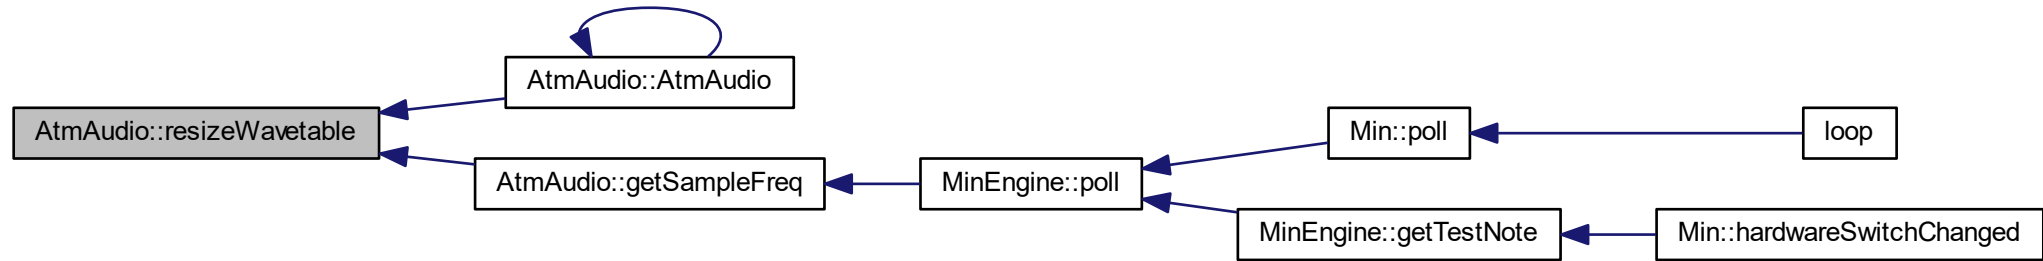 AtmAudio::AtmAudio
AtmAudio::resizeWavetable
Min::poll
loop
AtmAudio::getSampleFreq
MinEngine::poll
MinEngine::getTestNote
Min::hardwareSwitchChanged